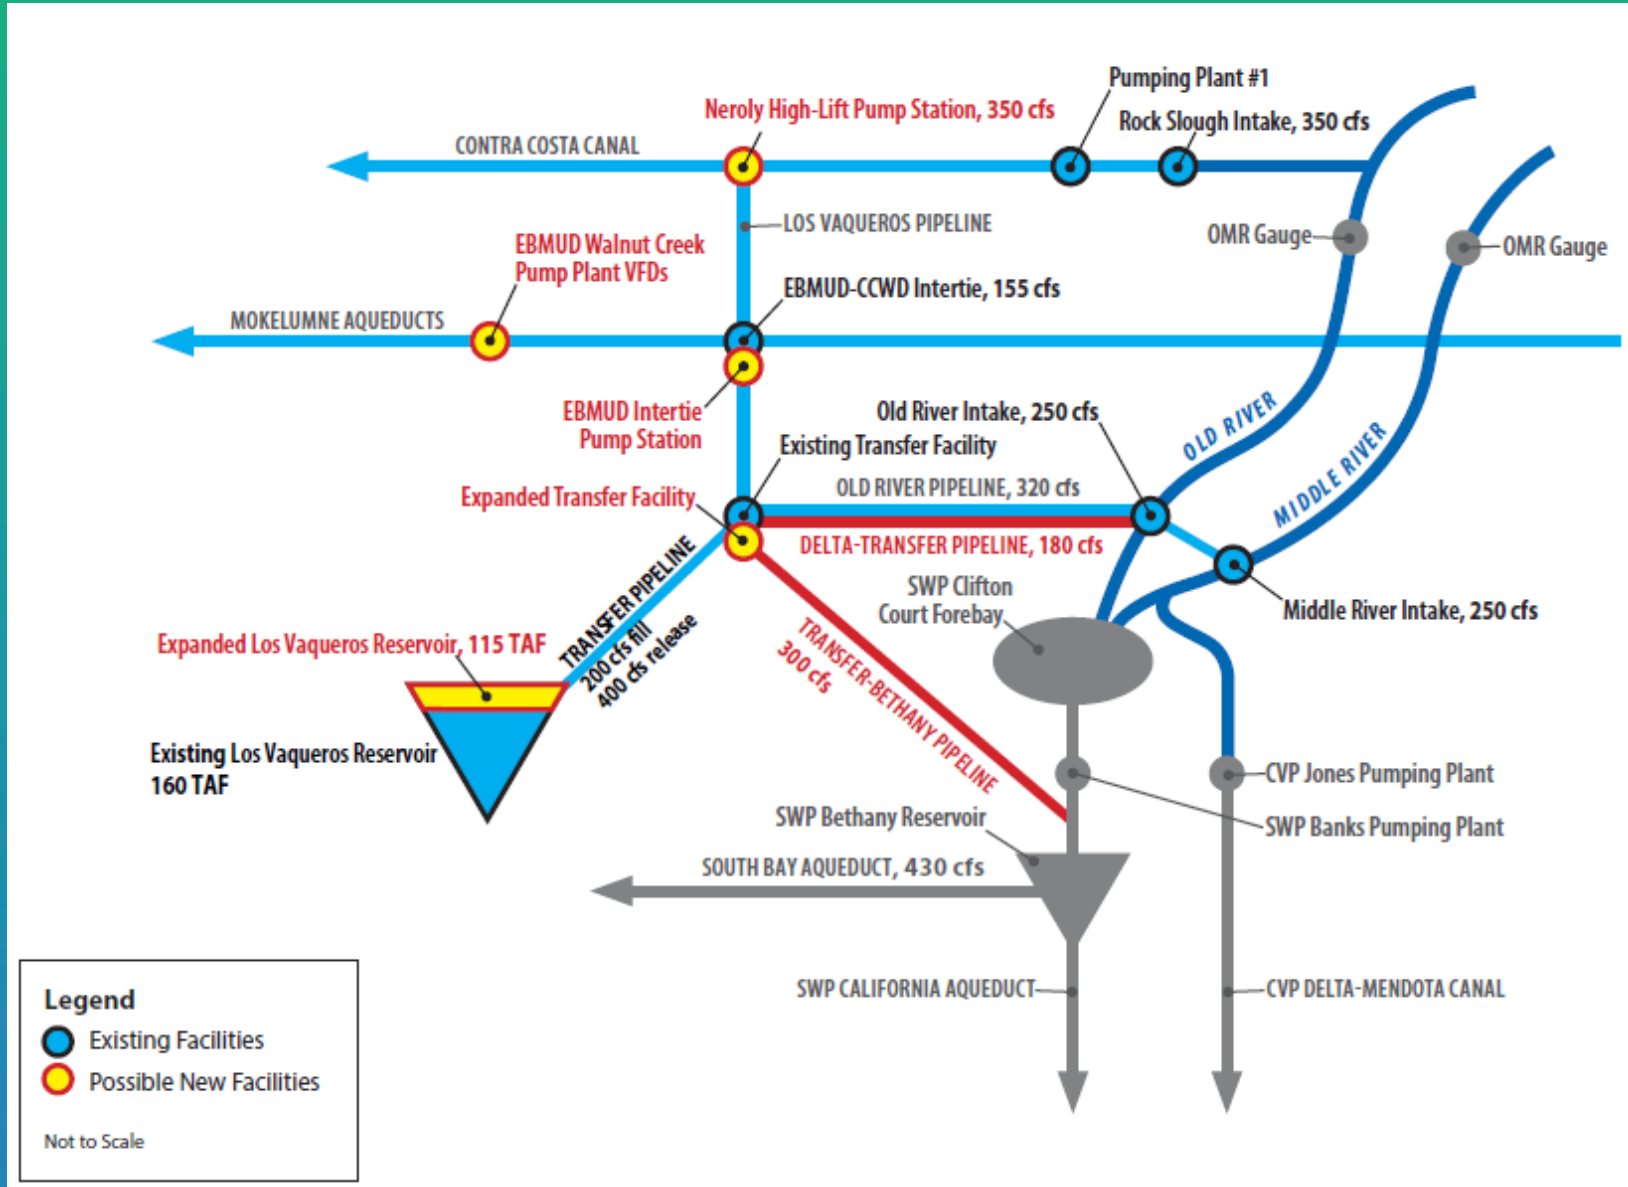 Pumping Plant #1
Neroly High-Lift Pump Station, 350 cfs
Rock Slough Intake, 350 cfs
CONTRA COSTA CANAL
LOS VAQUEROS PIPELINE
OMR Gauge
OMR Gauge
EBMUD Walnut Creek
Pump Plant VFDs
EBMUD-CCWD Intertie, 155 cfs
MOKELUMNE AQUEDUCTS
EBMUD Intertie
Pump Station
Old River Intake, 250 cfs
OLD RIVER
MIDDLE RIVER
Existing Transfer Facility
OLD RIVER PIPELINE, 320 cfs
Expanded Transfer Facility
DELTA-TRANSFER PIPELINE, 180 cfs
SWP Clifton
Court Forebay
Middle River Intake, 250 cfs
TRANSFER PIPELINE
200 cfs fill
400 cfs release
TRANSFER-BETHANY PIPELINE
300 cfs
Expanded Los Vaqueros Reservoir, 115 TAF
Existing Los Vaqueros Reservoir
160 TAF
CVP Jones Pumping Plant
SWP Banks Pumping Plant
SWP Bethany Reservoir
SOUTH BAY AQUEDUCT, 430 cfs
SWP CALIFORNIA AQUEDUCT
CVP DELTA-MENDOTA CANAL
Legend
Existing Facilities
Possible New Facilities
Not to Scale